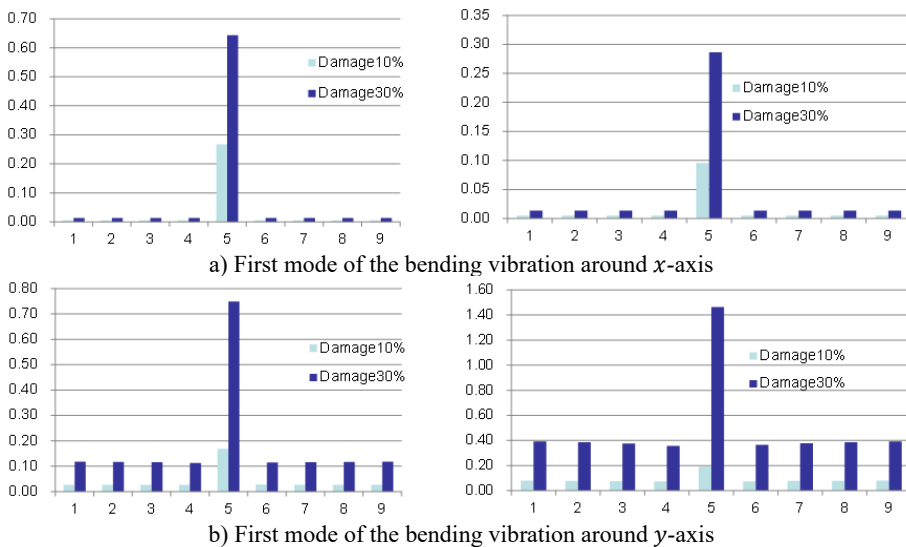 0.70
0.60
0.50
0.40
0.30
0.20
0.10
0.00
Damage10%
Damage30%
1 2 3 4 5 6 7 8 9
0.35
0.30
0.25
0.20
0.15
0.10
0.05
0.00
Damage10%
Damage30%
1 2 3 4 5 6 7 8 9
a) First mode of the bending vibration around x-axis
0.80
0.70
0.60
0.50
0.40
0.30
0.20
0.10
0.00
Damage10%
Damage30%
1 2 3 4 5 6 7 8 9
1.60
1.40
1.20
1.00
0.80
0.60
0.40
0.20
0.00
Damage10%
Damage30%
1 2 3 4 5 6 7 8 9
b) First mode of the bending vibration around y-axis